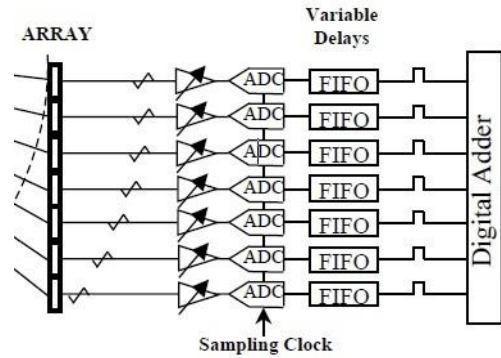 Variable
Delays
ARRAY
ADC FIFO
ADC FIFO
ADC FIFO
ADC FIFO
ADC FIFO
ADC FIFO
ADC FIFO
Digital Adder
Sampling Clock